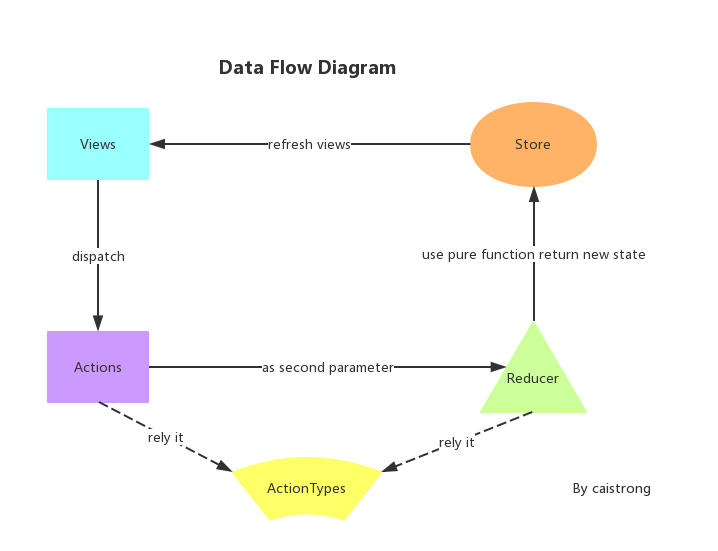 Data Flow Diagram
Views
refresh views
Store
dispatch
use pure function return new state
Actions
as second parameter
Reducer
rely it
rely it
ActionTypes
By caistrong